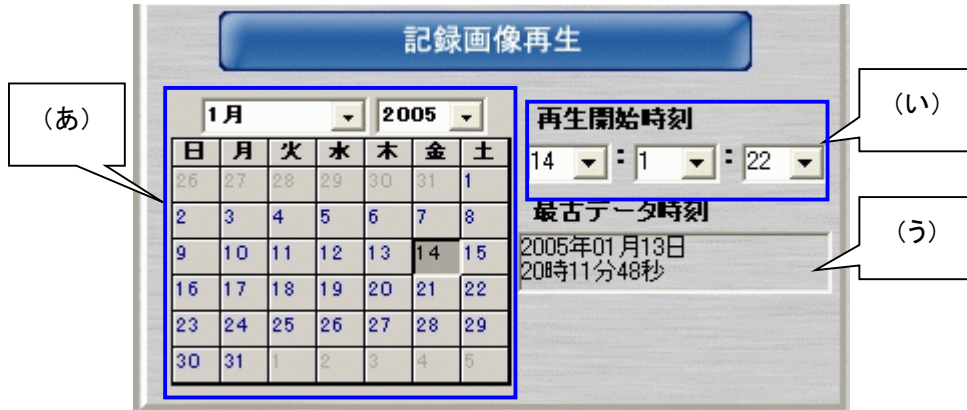 記録画像再生
(あ)
(い)
(う)
1月 2005
再生開始時刻
日 月 火 水 木 金 土
14 : 1 : 22
26 27 28 29 30 31 1
2 3 4 5 6 7 8
最古データ時刻
9 10 11 12 13 14 15
2005年01月13日
20時11分48秒
16 17 18 19 20 21 22
23 24 25 26 27 28 29
30 31 1 2 3 4 5